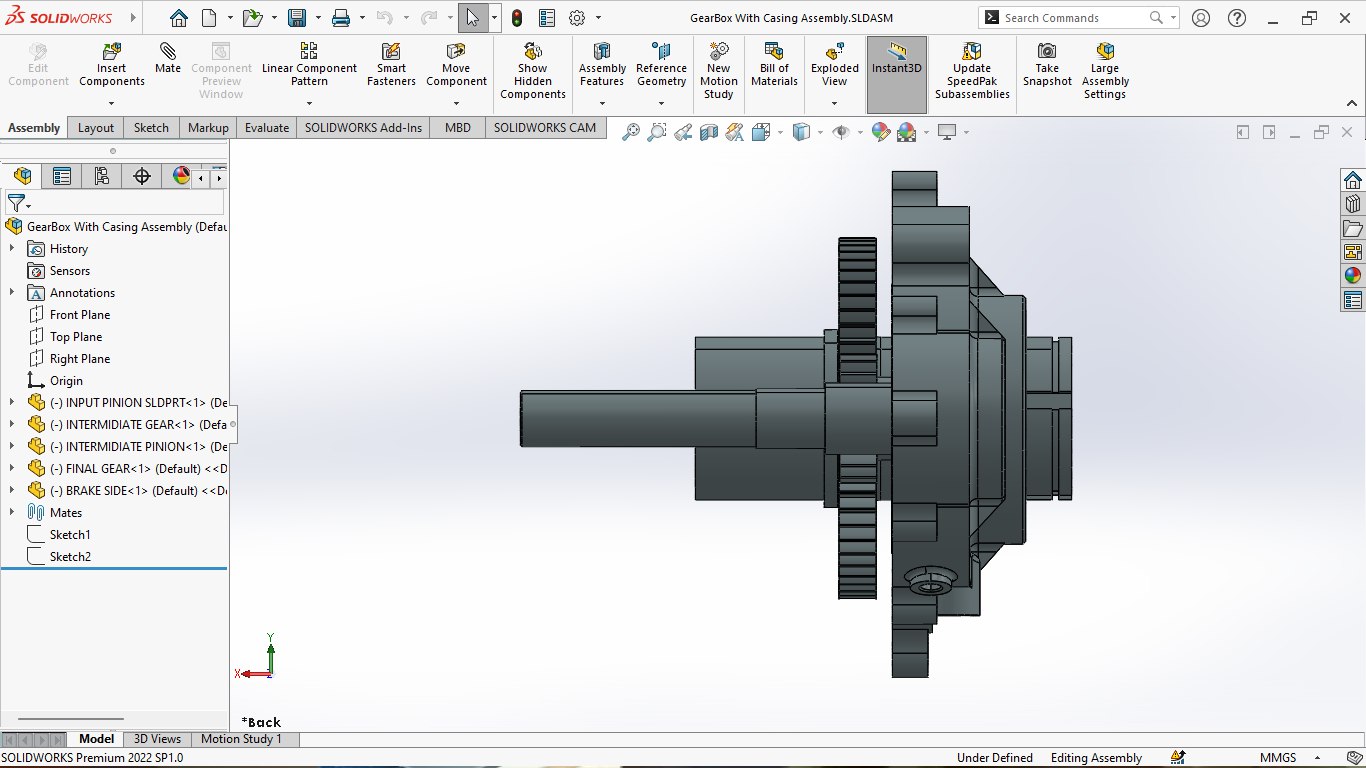 SOLIDWORKS
GearBox With Casing Assembly.SLDASM
Search Commands
Edit
Component
Insert
Components
Mate
Component
Preview
Window
Linear Component
Pattern
Smart
Fasteners
Move
Component
Show
Hidden
Components
Assembly
Features
Reference
Geometry
New
Motion
Study
Bill of
Materials
Exploded
View
Instant3D
Update
SpeedPak
Subassemblies
Take
Snapshot
Large
Assembly
Settings
Assembly
Layout
Sketch
Markup
Evaluate
SOLIDWORKS Add-Ins
MBD
SOLIDWORKS CAM
GearBox With Casing Assembly (Defau
History
Sensors
Annotations
Front Plane
Top Plane
Right Plane
Origin
(-) INPUT PINION SLDPRT<1> (De
(-) INTERMIDIATE GEAR<1> (Defa
(-) INTERMIDIATE PINION<1> (De
(-) FINAL GEAR<1> (Default) <<D
(-) BRAKE SIDE<1> (Default) <<D
Mates
Sketch1
Sketch2
Y
X
*Back
Model
3D Views
Motion Study 1
SOLIDWORKS Premium 2022 SP1.0
Under Defined
Editing Assembly
MMGS